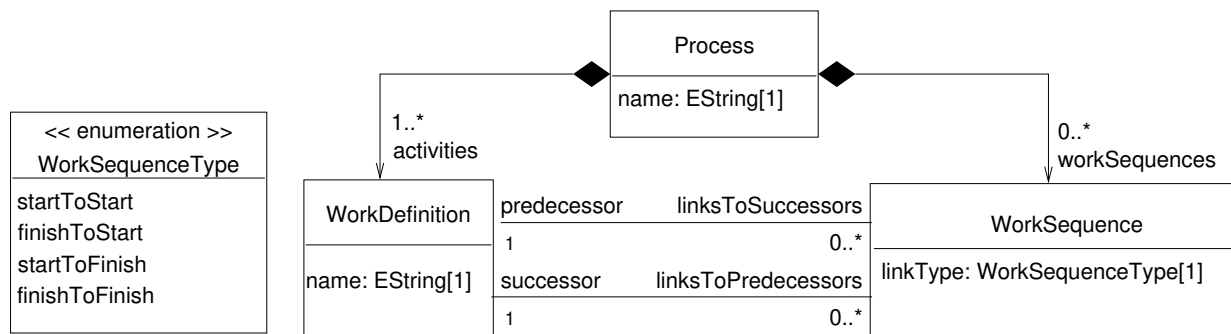 Process
name: EString[1]
1..*
activities
0..*
workSequences
<< enumeration >>
WorkSequenceType
startToStart
finishToStart
startToFinish
finishToFinish
WorkDefinition
name: EString[1]
predecessor linksToSuccessors
1 0..*
successor linksToPredecessors
1 0..*
WorkSequence
linkType: WorkSequenceType[1]